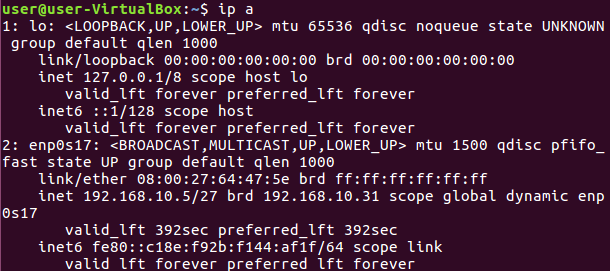 user@user-VirtualBox:~$ ip a
1: lo: <LOOPBACK,UP,LOWER_UP> mtu 65536 qdisc noqueue state UNKNOWN
 group default qlen 1000
    link/loopback 00:00:00:00:00:00 brd 00:00:00:00:00:00
    inet 127.0.0.1/8 scope host lo
       valid_lft forever preferred_lft forever
    inet6 ::1/128 scope host
       valid_lft forever preferred_lft forever
2: enp0s17: <BROADCAST,MULTICAST,UP,LOWER_UP> mtu 1500 qdisc pfifo_
fast state UP group default qlen 1000
    link/ether 08:00:27:64:47:5e brd ff:ff:ff:ff:ff:ff
    inet 192.168.10.5/27 brd 192.168.10.31 scope global dynamic enp
0s17
       valid_lft 392sec preferred_lft 392sec
    inet6 fe80::c18e:f92b:f144:af1f/64 scope link
       valid_lft forever preferred_lft forever